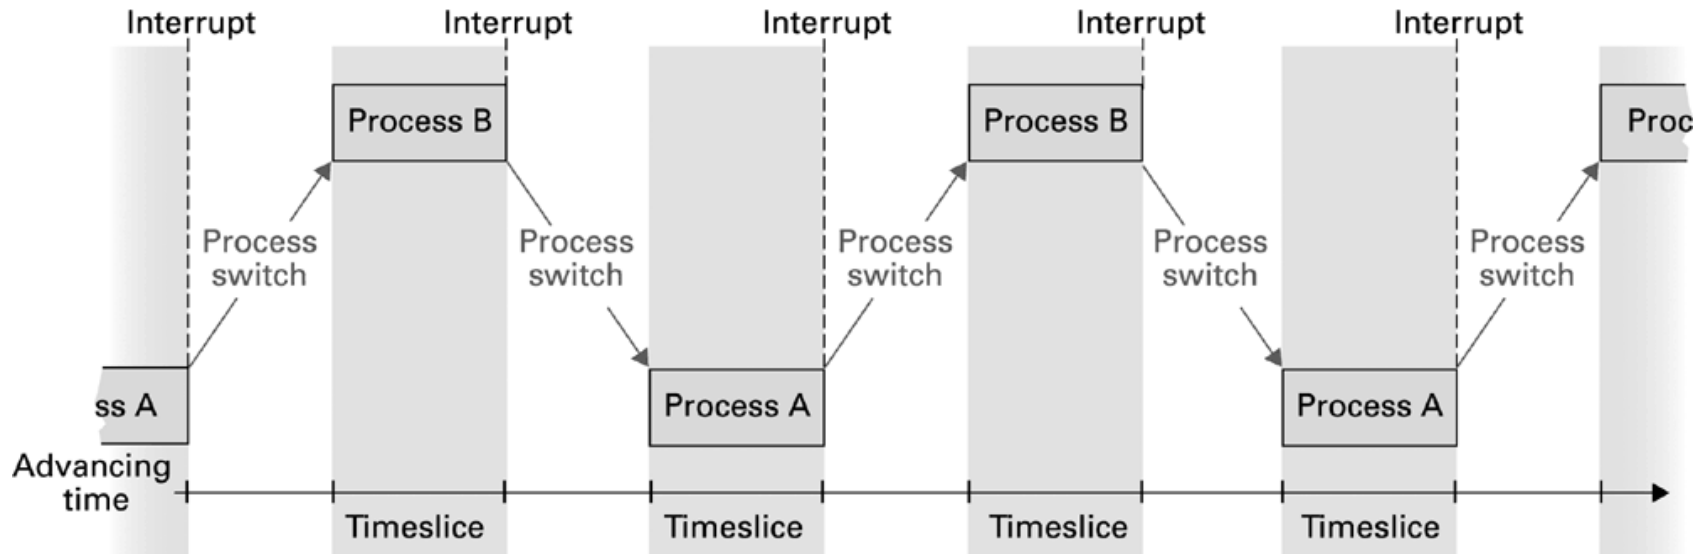 Interrupt Interrupt Interrupt Interrupt Interrupt
Process B Process B Proc
Process Process Process Process Process
switch switch switch switch switch
ss A Process A Process A
Advancing
time
Timeslice Timeslice Timeslice Timeslice